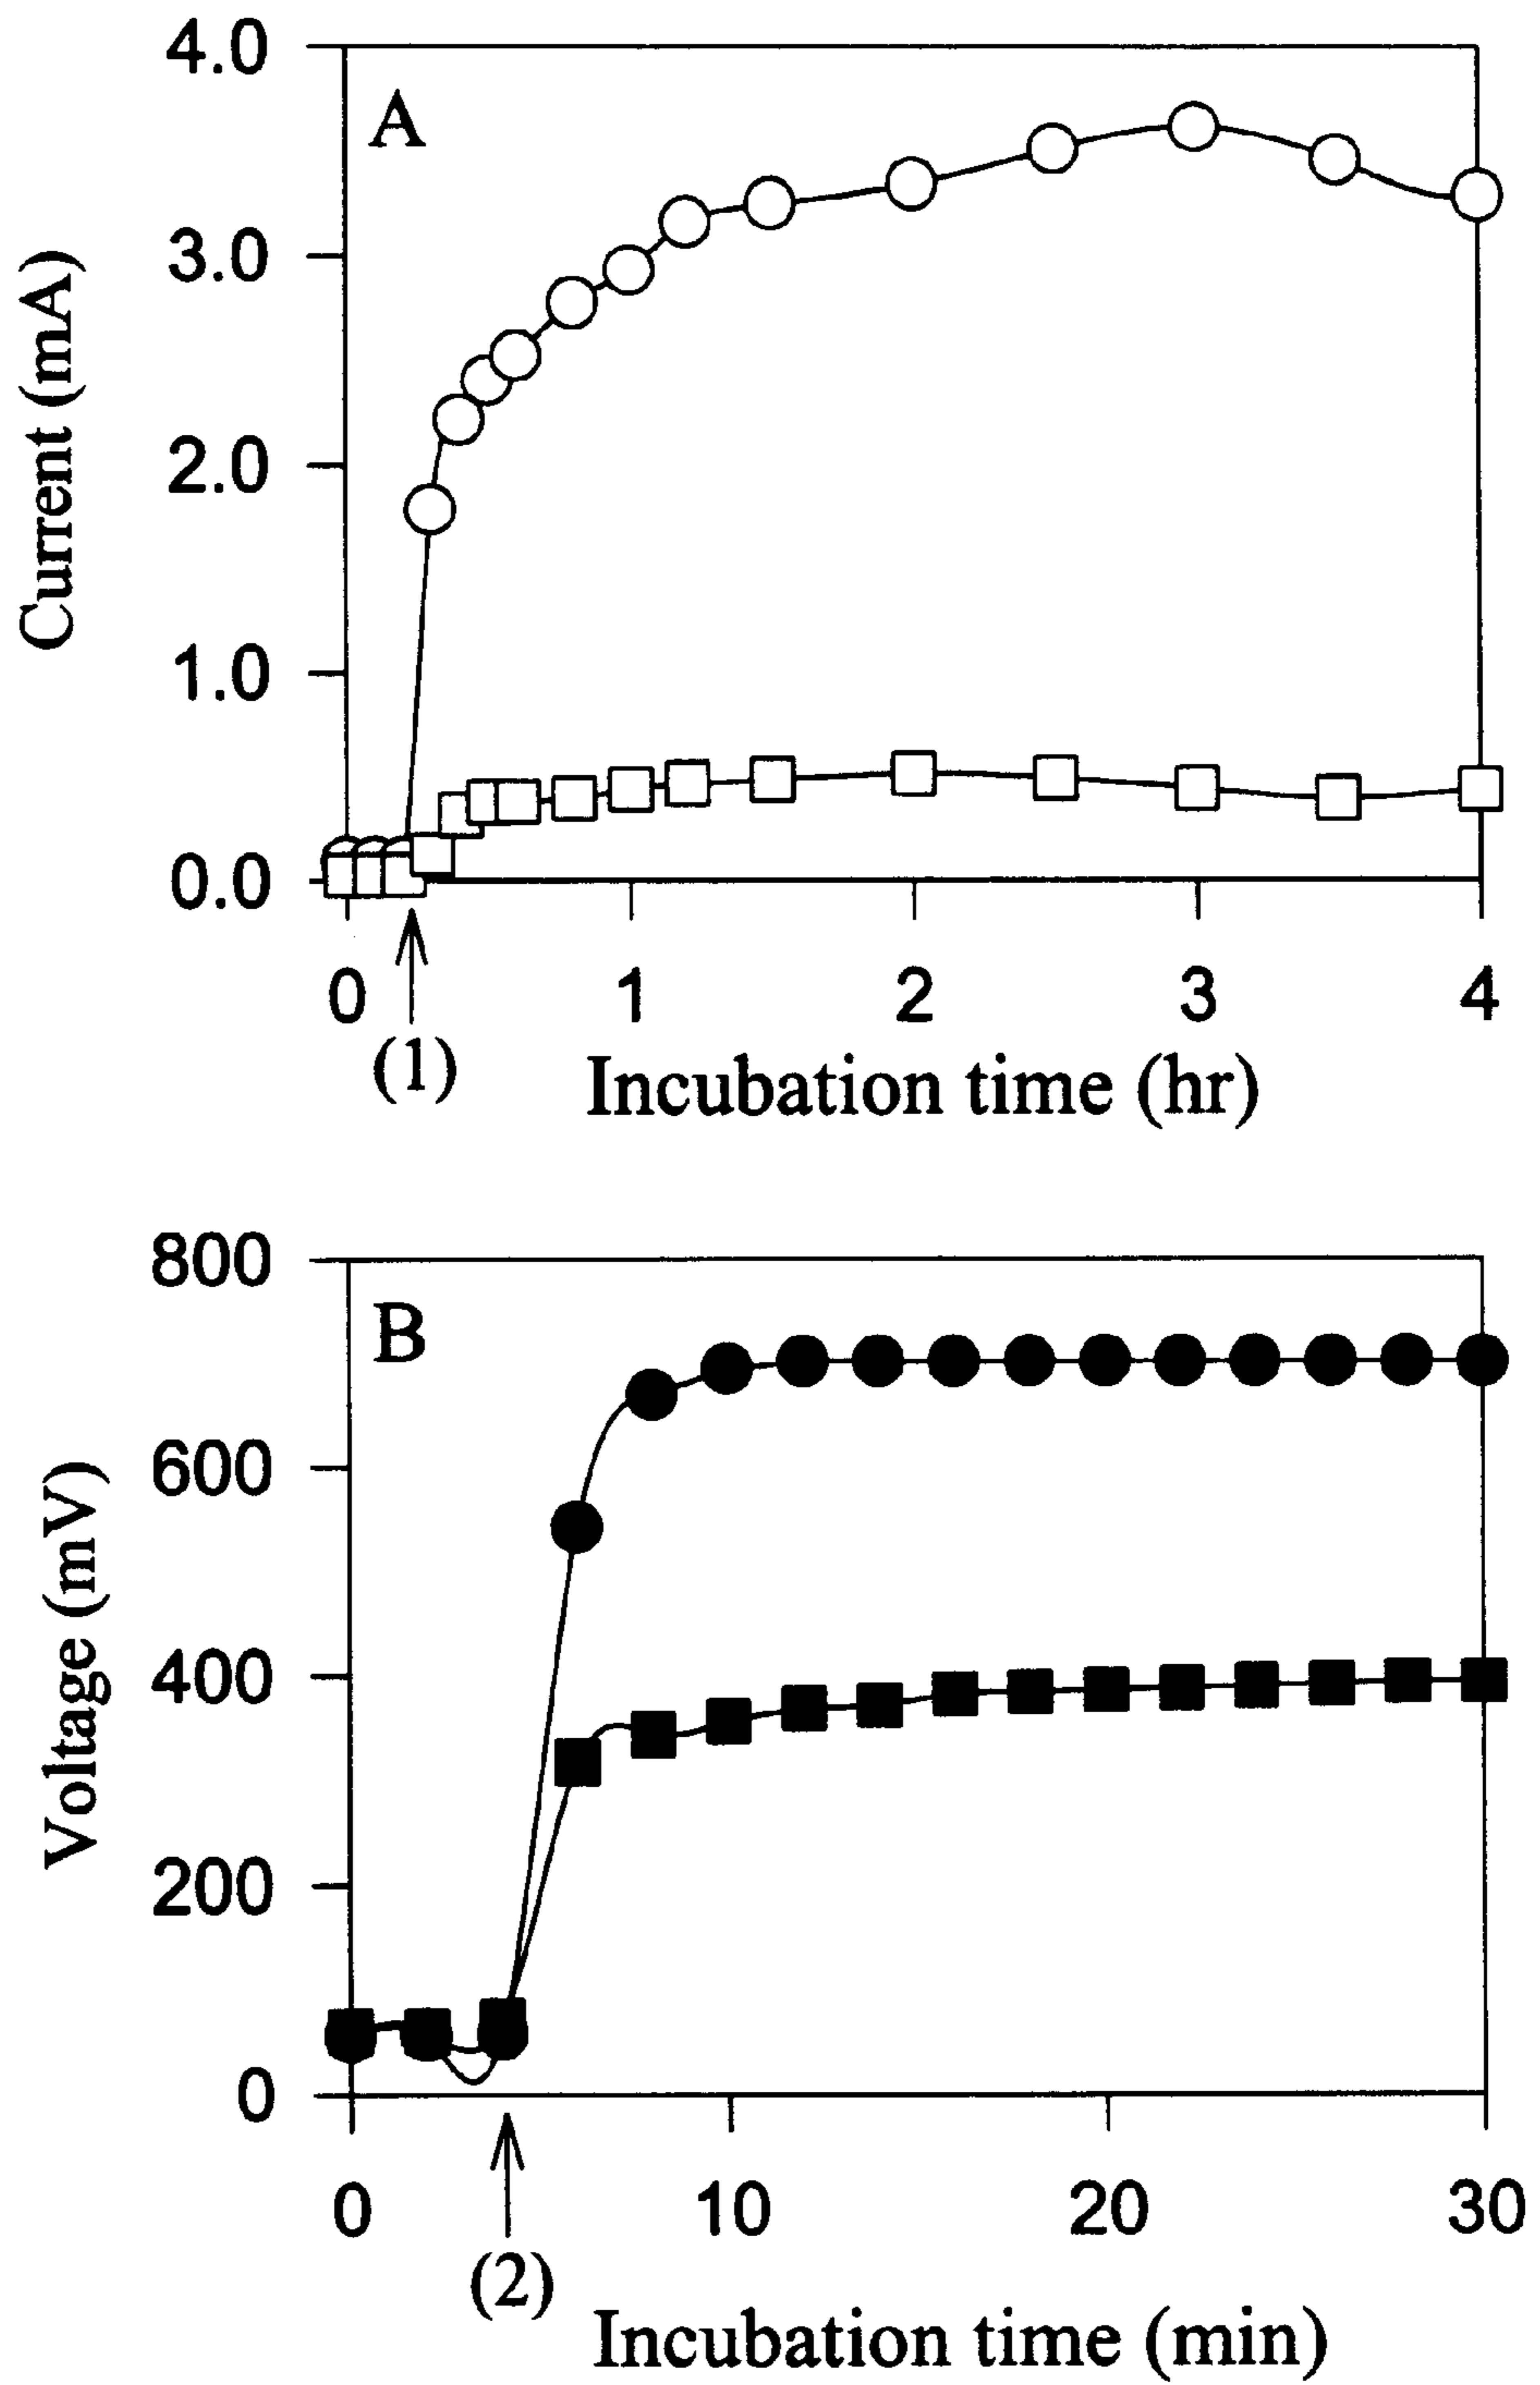 4.0
A
3.0
2.0
1.0
0.0
Current (mA)
0 1 2 3 4
(1)
Incubation time (hr)
800
B
600
400
200
0
Voltage (mV)
0 10 20 30
(2)
Incubation time (min)